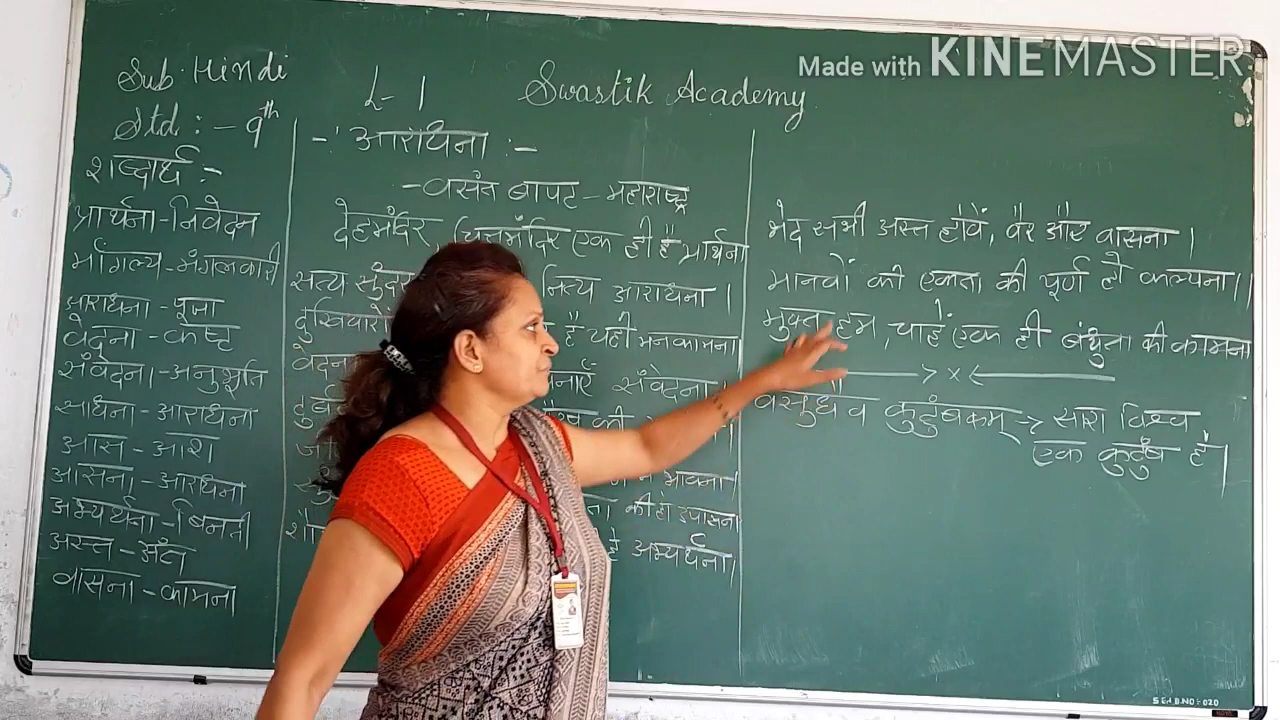 Made with KINEMASTER
Sub Hindi
Std :- 9th
L-1
Swastik Academy
शब्दार्थ :-
प्रार्थना - निवेदन
माँगल्य - मंगलकारी
आराधना - पूजा
वेदना - कष्ट
संवेदना - अनुभूति
साधना - आराधना
आस - आशा
आसना - आराधना
अभ्यर्थना - बिनती
अस्त - अंत
वासना - कामना
-: आराधना :-
- वसंत बापट - महाराष्ट्र
देहमंदिर, चित्तमंदिर एक ही है प्रार्थना
सत्य सुंदर नित्य आराधना ।
दुखियारों है यही मनकामना
वेदना संवेदना ।
की
भावना ।
की हो उपासना
है अभ्यर्थना ।
भेद सभी अस्त होवें, वैर और वासना ।
मानवों की एकता की पूर्ण हो कल्पना ।।
मुक्त हम, चाहें एक ही बंधुता की कामना
x
वसुधैव कुटुंबकम् → सारा विश्व
एक कुटुंब है ।